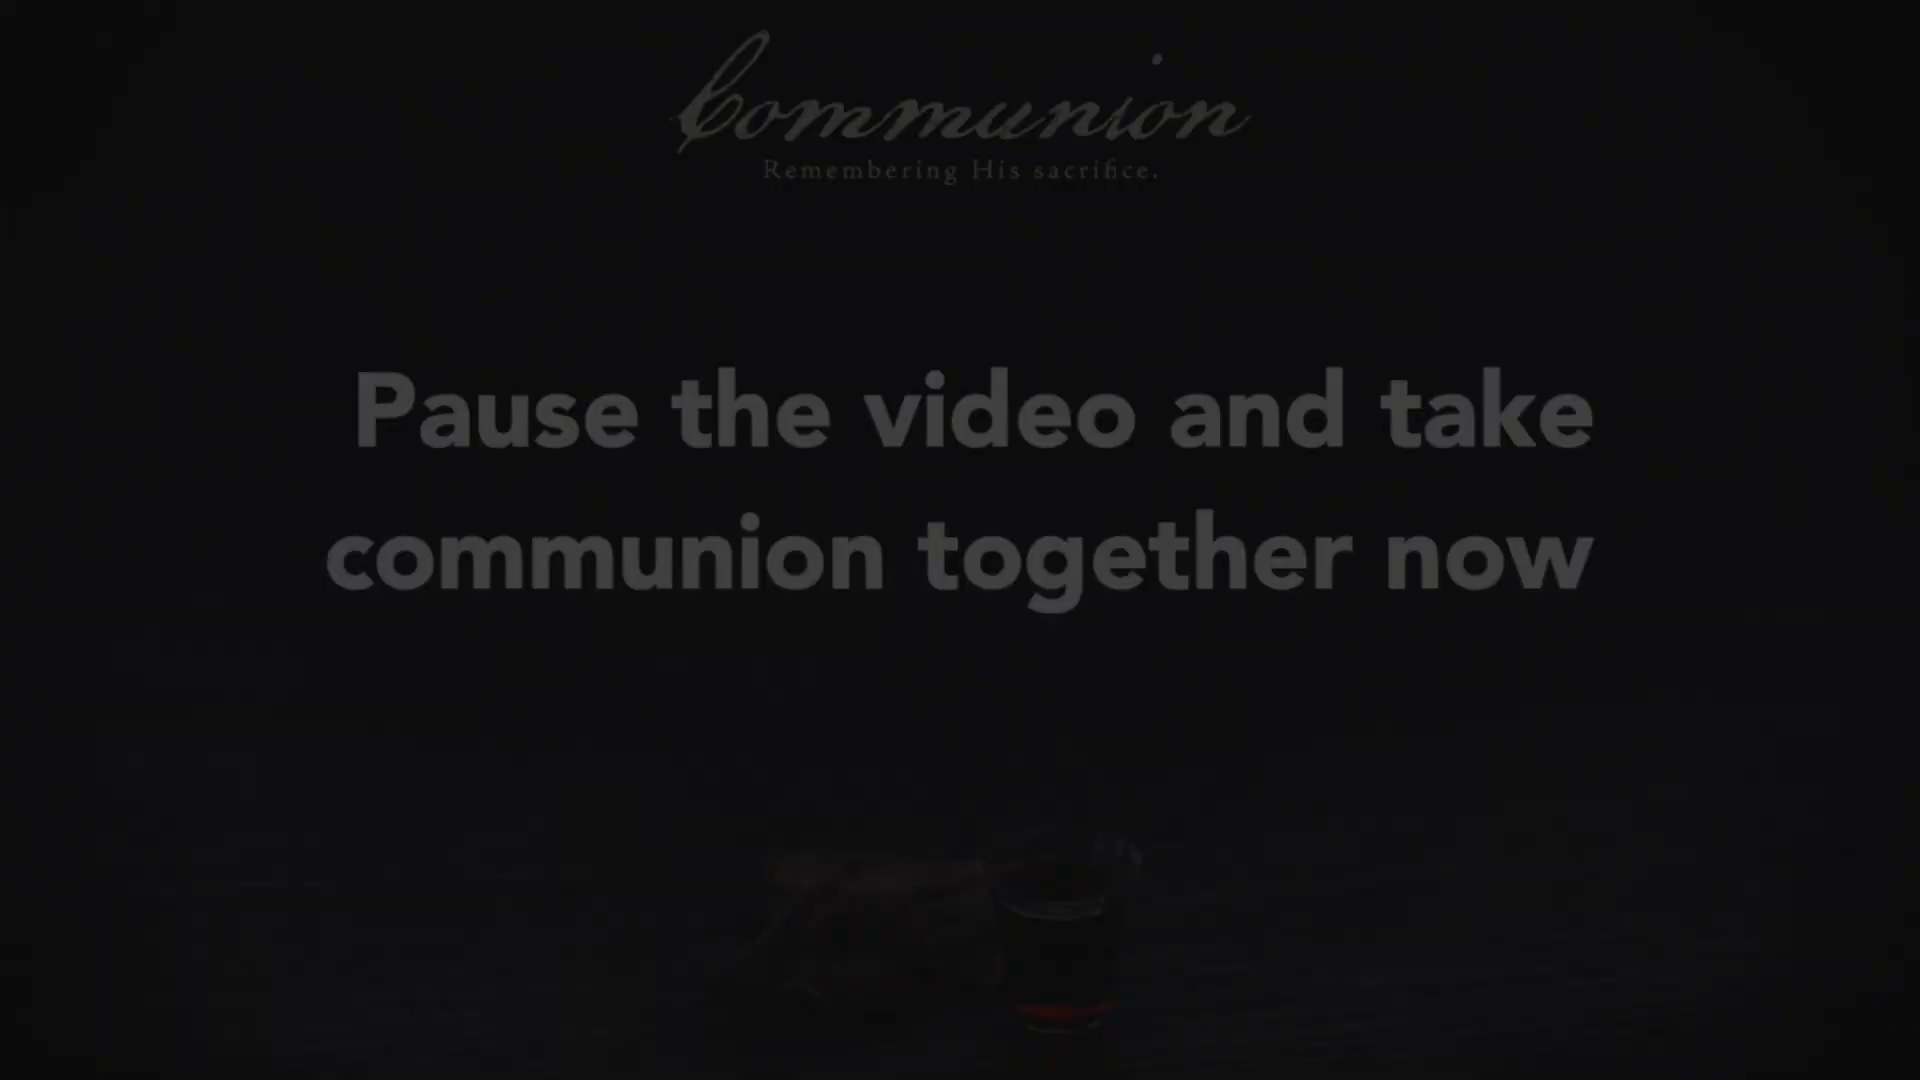 Communion
Remembering His sacrifice.
Pause the video and take
communion together now